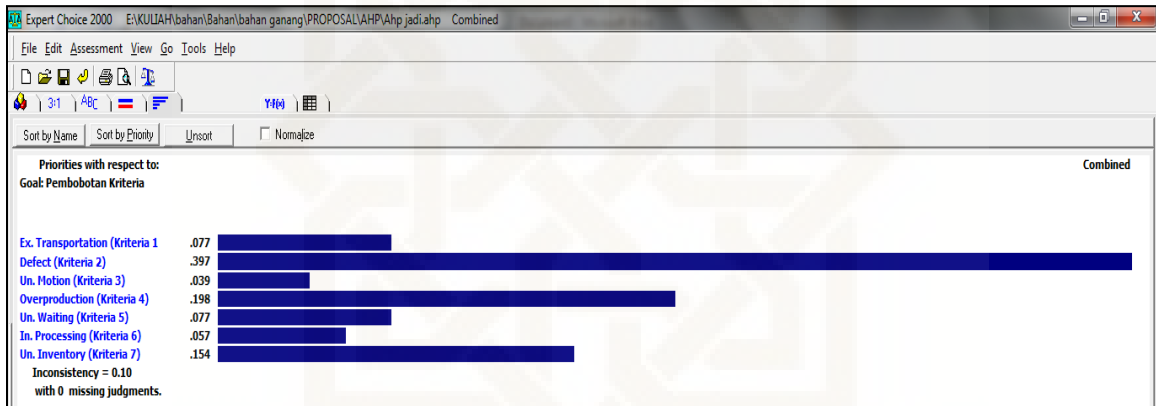 Expert Choice 2000 E:\KULIAH\bahan\Bahan\bahan ganang\PROPOSAL\AHP\Ahp jadi.ahp Combined
File Edit Assessment View Go Tools Help
3:1 ABC Y=f(x)
Sort by Name Sort by Priority Unsort Normalize
Priorities with respect to: Combined
Goal: Pembobotan Kriteria
Ex. Transportation (Kriteria 1 .077
Defect (Kriteria 2) .397
Un. Motion (Kriteria 3) .039
Overproduction (Kriteria 4) .198
Un. Waiting (Kriteria 5) .077
In. Processing (Kriteria 6) .057
Un. Inventory (Kriteria 7) .154
Inconsistency = 0.10
with 0 missing judgments.